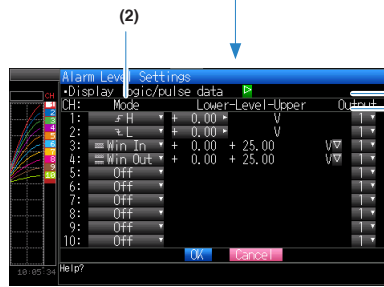 (2)
Alarm Level Settings
•Display logic/pulse data
CH: Mode Lower-Level-Upper Output
1: H + 0.00 V 1
2: L + 0.00 V 1
3: Win In + 0.00 + 25.00 V 1
4: Win Out + 0.00 + 25.00 V 1
5: Off 1
6: Off 1
7: Off 1
8: Off 1
9: Off 1
10: Off 1
OK Cancel
Help?
CH
1
2
3
4
5
6
7
8
9
10
10:05:34